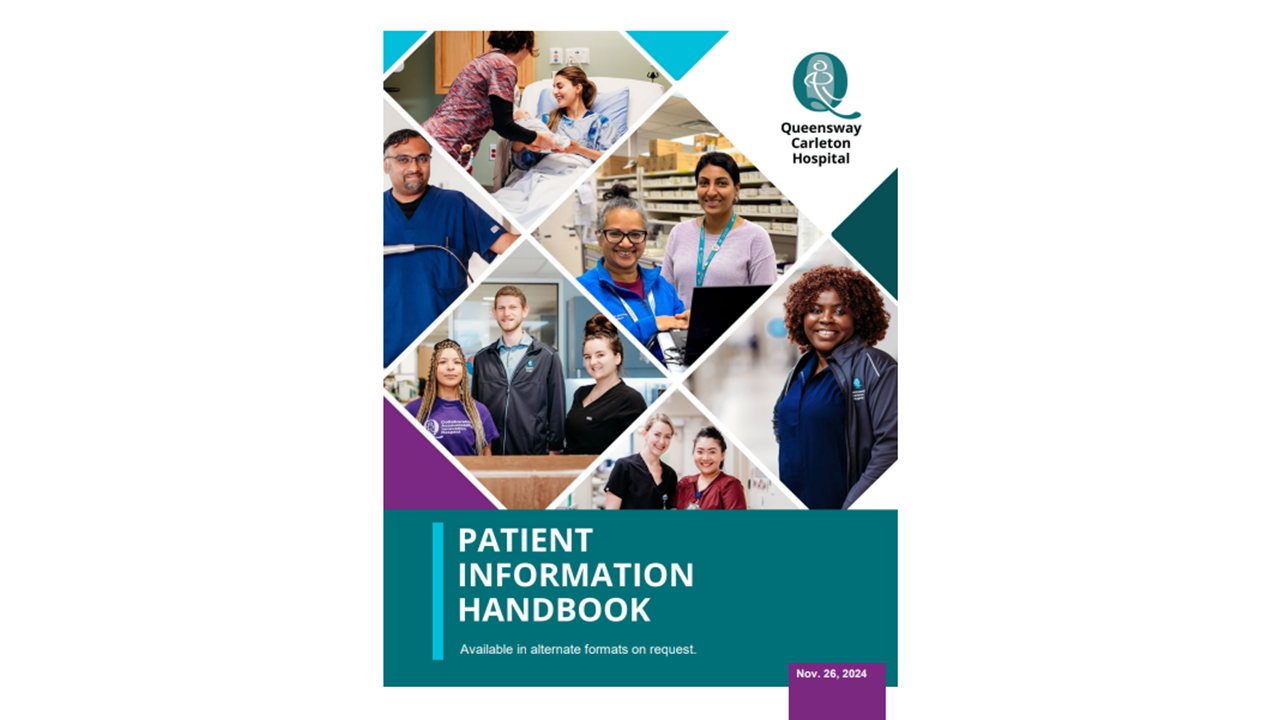 Queensway
Carleton
Hospital
PATIENT
INFORMATION
HANDBOOK
Available in alternate formats on request.
Nov. 26, 2024